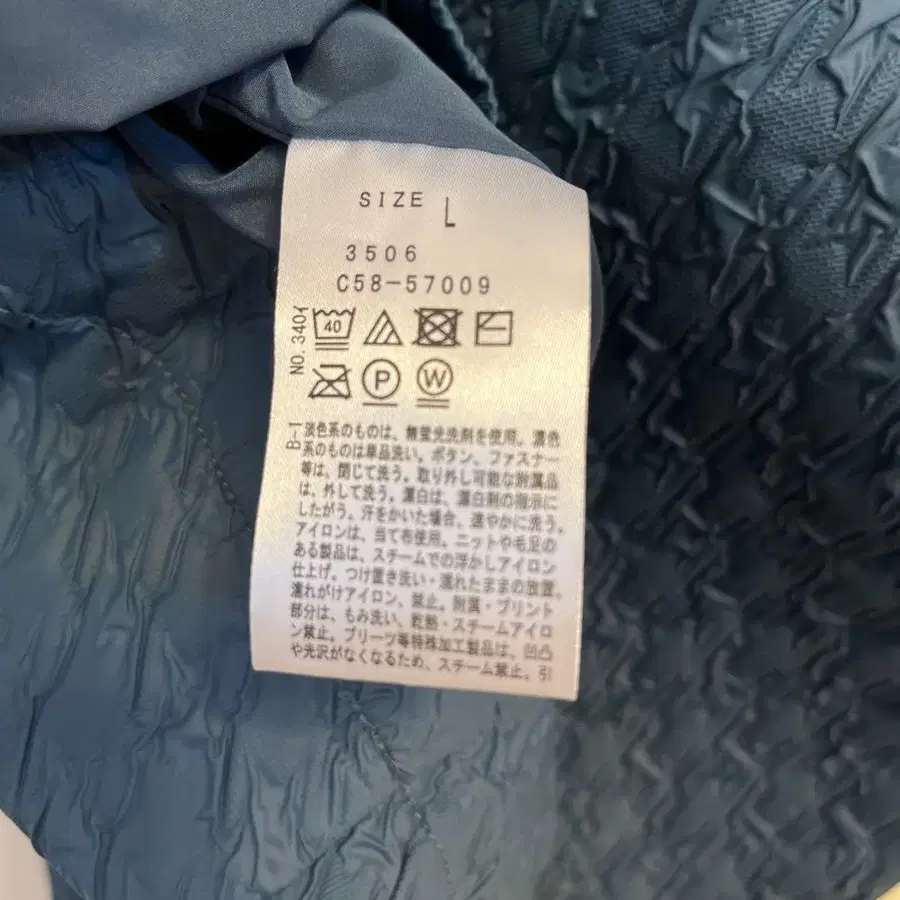 SIZE L
3506
C58-57009
NO. 340イ
40
P W
B-1
淡色系のものは、無蛍光洗剤を使用。濃色
系のものは単品洗い。ボタン、ファスナー
等は、閉じて洗う。取り外し可能な附属品
は、外して洗う。漂白は、漂白剤の指示に
したがう。汗をかいた場合、速やかに洗う。
アイロンは、当て布使用。ニットや毛足の
ある製品は、スチームでの浮かしアイロン
仕上げ。つけ置き洗い・濡れたままの放置、
濡れがけアイロン、禁止。附属・プリント
部分は、もみ洗い、乾熱・スチームアイロ
ン禁止。プリーツ等特殊加工製品は、凹凸
や光沢がなくなるため、スチーム禁止。引